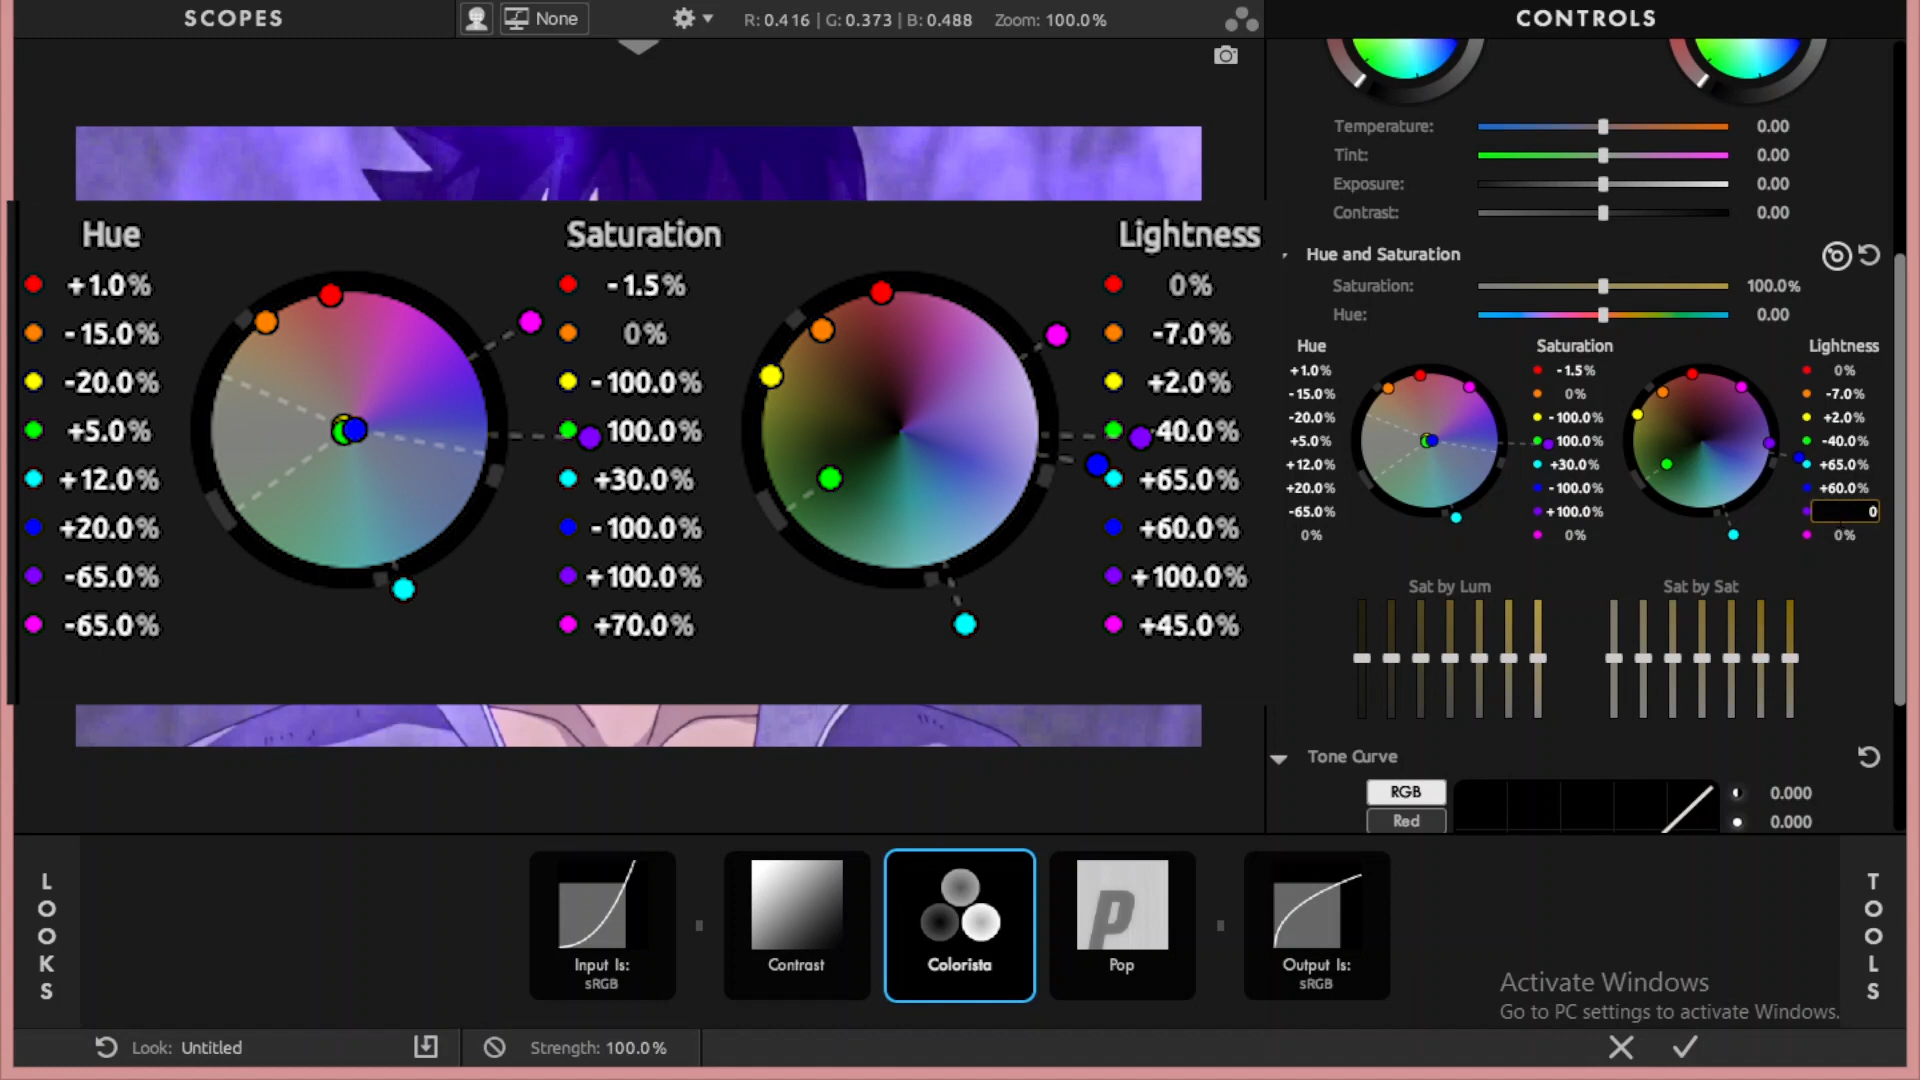 SCOPES
None
R: 0.416 | G: 0.373 | B: 0.488 Zoom: 100.0%
CONTROLS
Temperature: 0.00
Tint: 0.00
Exposure: 0.00
Contrast: 0.00
Hue and Saturation
Saturation: 100.0%
Hue: 0.00
Hue Saturation Lightness
+1.0% -1.5% 0%
-15.0% 0% -7.0%
-20.0% -100.0% +2.0%
+5.0% 100.0% 40.0%
+12.0% +30.0% +65.0%
+20.0% -100.0% +60.0%
-65.0% +100.0% +100.0%
-65.0% +70.0% +45.0%
Hue Saturation Lightness
+1.0% -1.5% 0%
-15.0% 0% -7.0%
-20.0% -100.0% +2.0%
+5.0% 100.0% -40.0%
+12.0% +30.0% +65.0%
+20.0% -100.0% +60.0%
-65.0% +100.0% 0
0% 0% 0%
Sat by Lum Sat by Sat
Tone Curve
RGB 0.000
Red 0.000
LOOKS
Input Is:
sRGB
Contrast
Colorista
P
Pop
Output Is:
sRGB
TOOLS
Activate Windows
Go to PC settings to activate Windows.
Look: Untitled
Strength: 100.0%